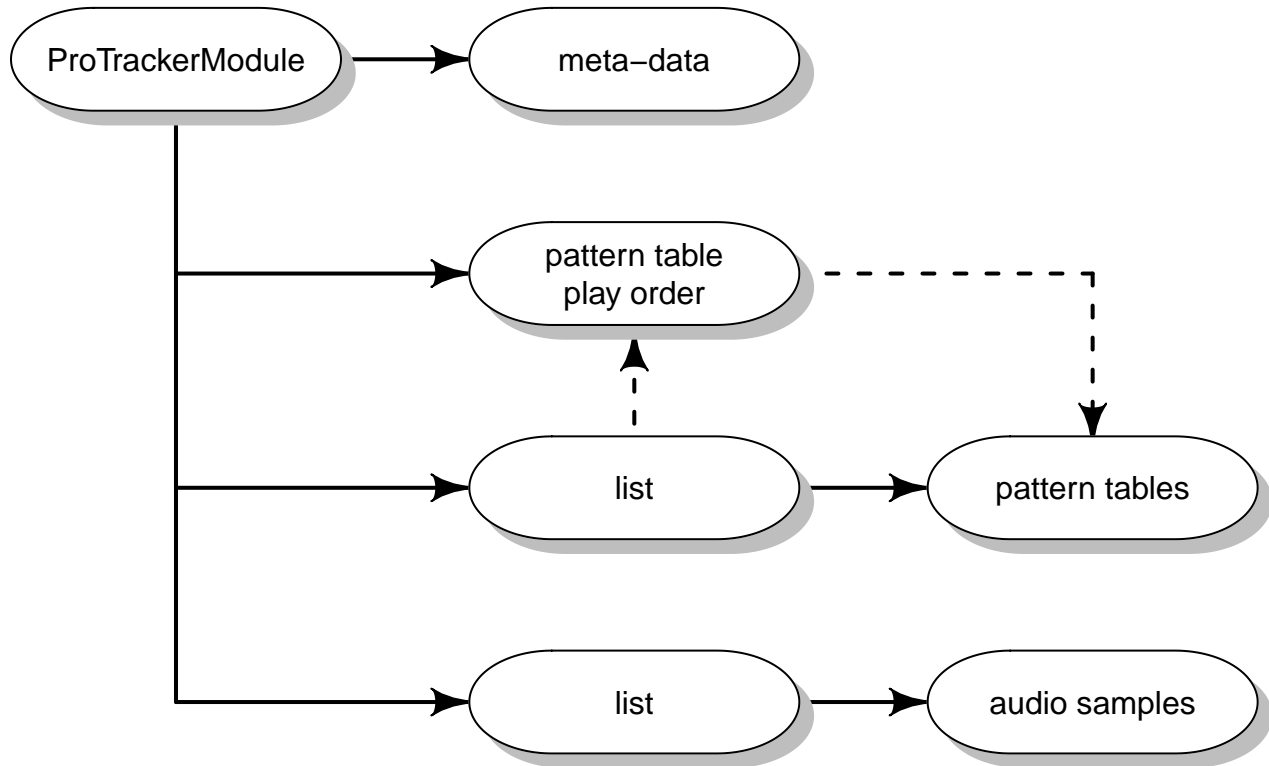 ProTrackerModule
meta−data
pattern table
play order
list
pattern tables
list
audio samples